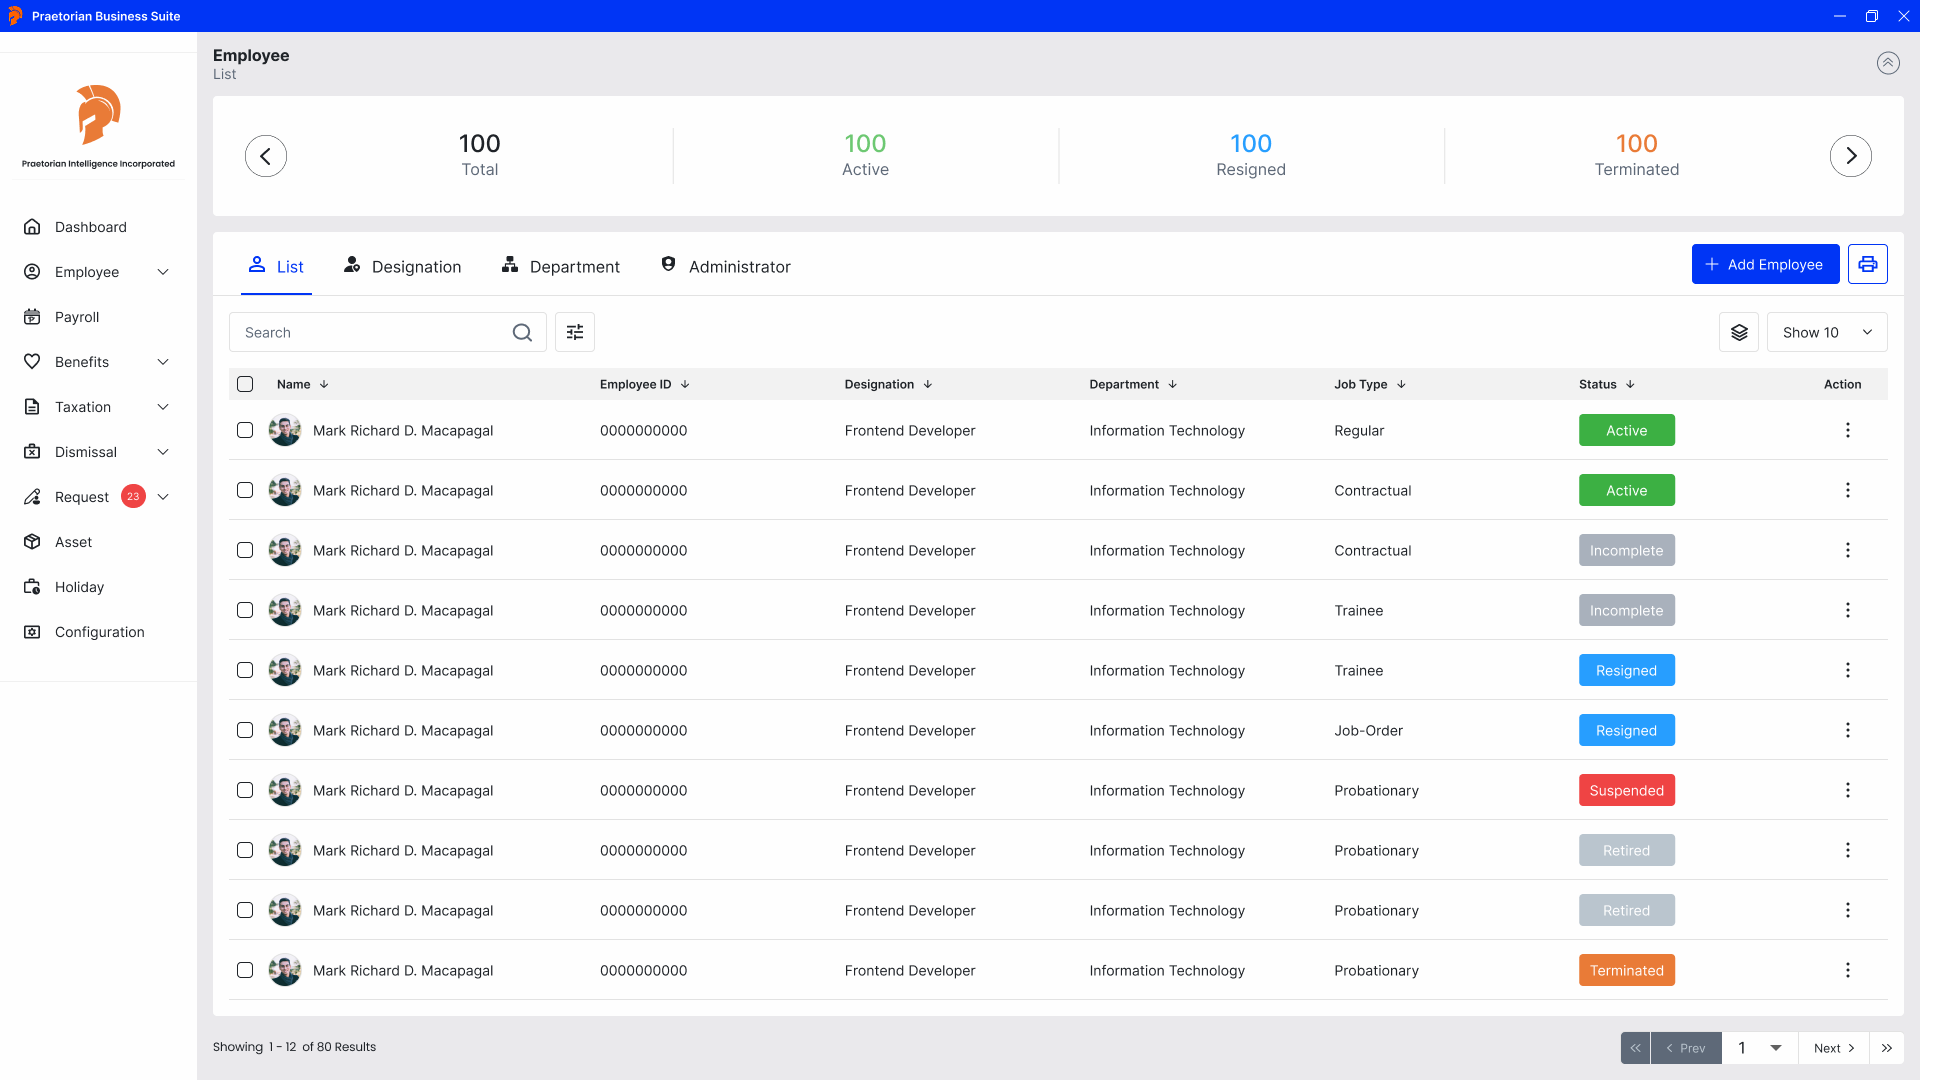 Praetorian Business Suite
Employee
List
Praetorian Intelligence Incorporated
Dashboard
Employee
Payroll
Benefits
Taxation
Dismissal
Request 23
Asset
Holiday
Configuration
100 100 100 100
Total Active Resigned Terminated
List Designation Department Administrator Add Employee
Search Show 10
Name Employee ID Designation Department Job Type Status Action
Mark Richard D. Macapagal 0000000000 Frontend Developer Information Technology Regular Active
Mark Richard D. Macapagal 0000000000 Frontend Developer Information Technology Contractual Active
Mark Richard D. Macapagal 0000000000 Frontend Developer Information Technology Contractual Incomplete
Mark Richard D. Macapagal 0000000000 Frontend Developer Information Technology Trainee Incomplete
Mark Richard D. Macapagal 0000000000 Frontend Developer Information Technology Trainee Resigned
Mark Richard D. Macapagal 0000000000 Frontend Developer Information Technology Job-Order Resigned
Mark Richard D. Macapagal 0000000000 Frontend Developer Information Technology Probationary Suspended
Mark Richard D. Macapagal 0000000000 Frontend Developer Information Technology Probationary Retired
Mark Richard D. Macapagal 0000000000 Frontend Developer Information Technology Probationary Retired
Mark Richard D. Macapagal 0000000000 Frontend Developer Information Technology Probationary Terminated
Showing 1 - 12 of 80 Results Prev 1 Next